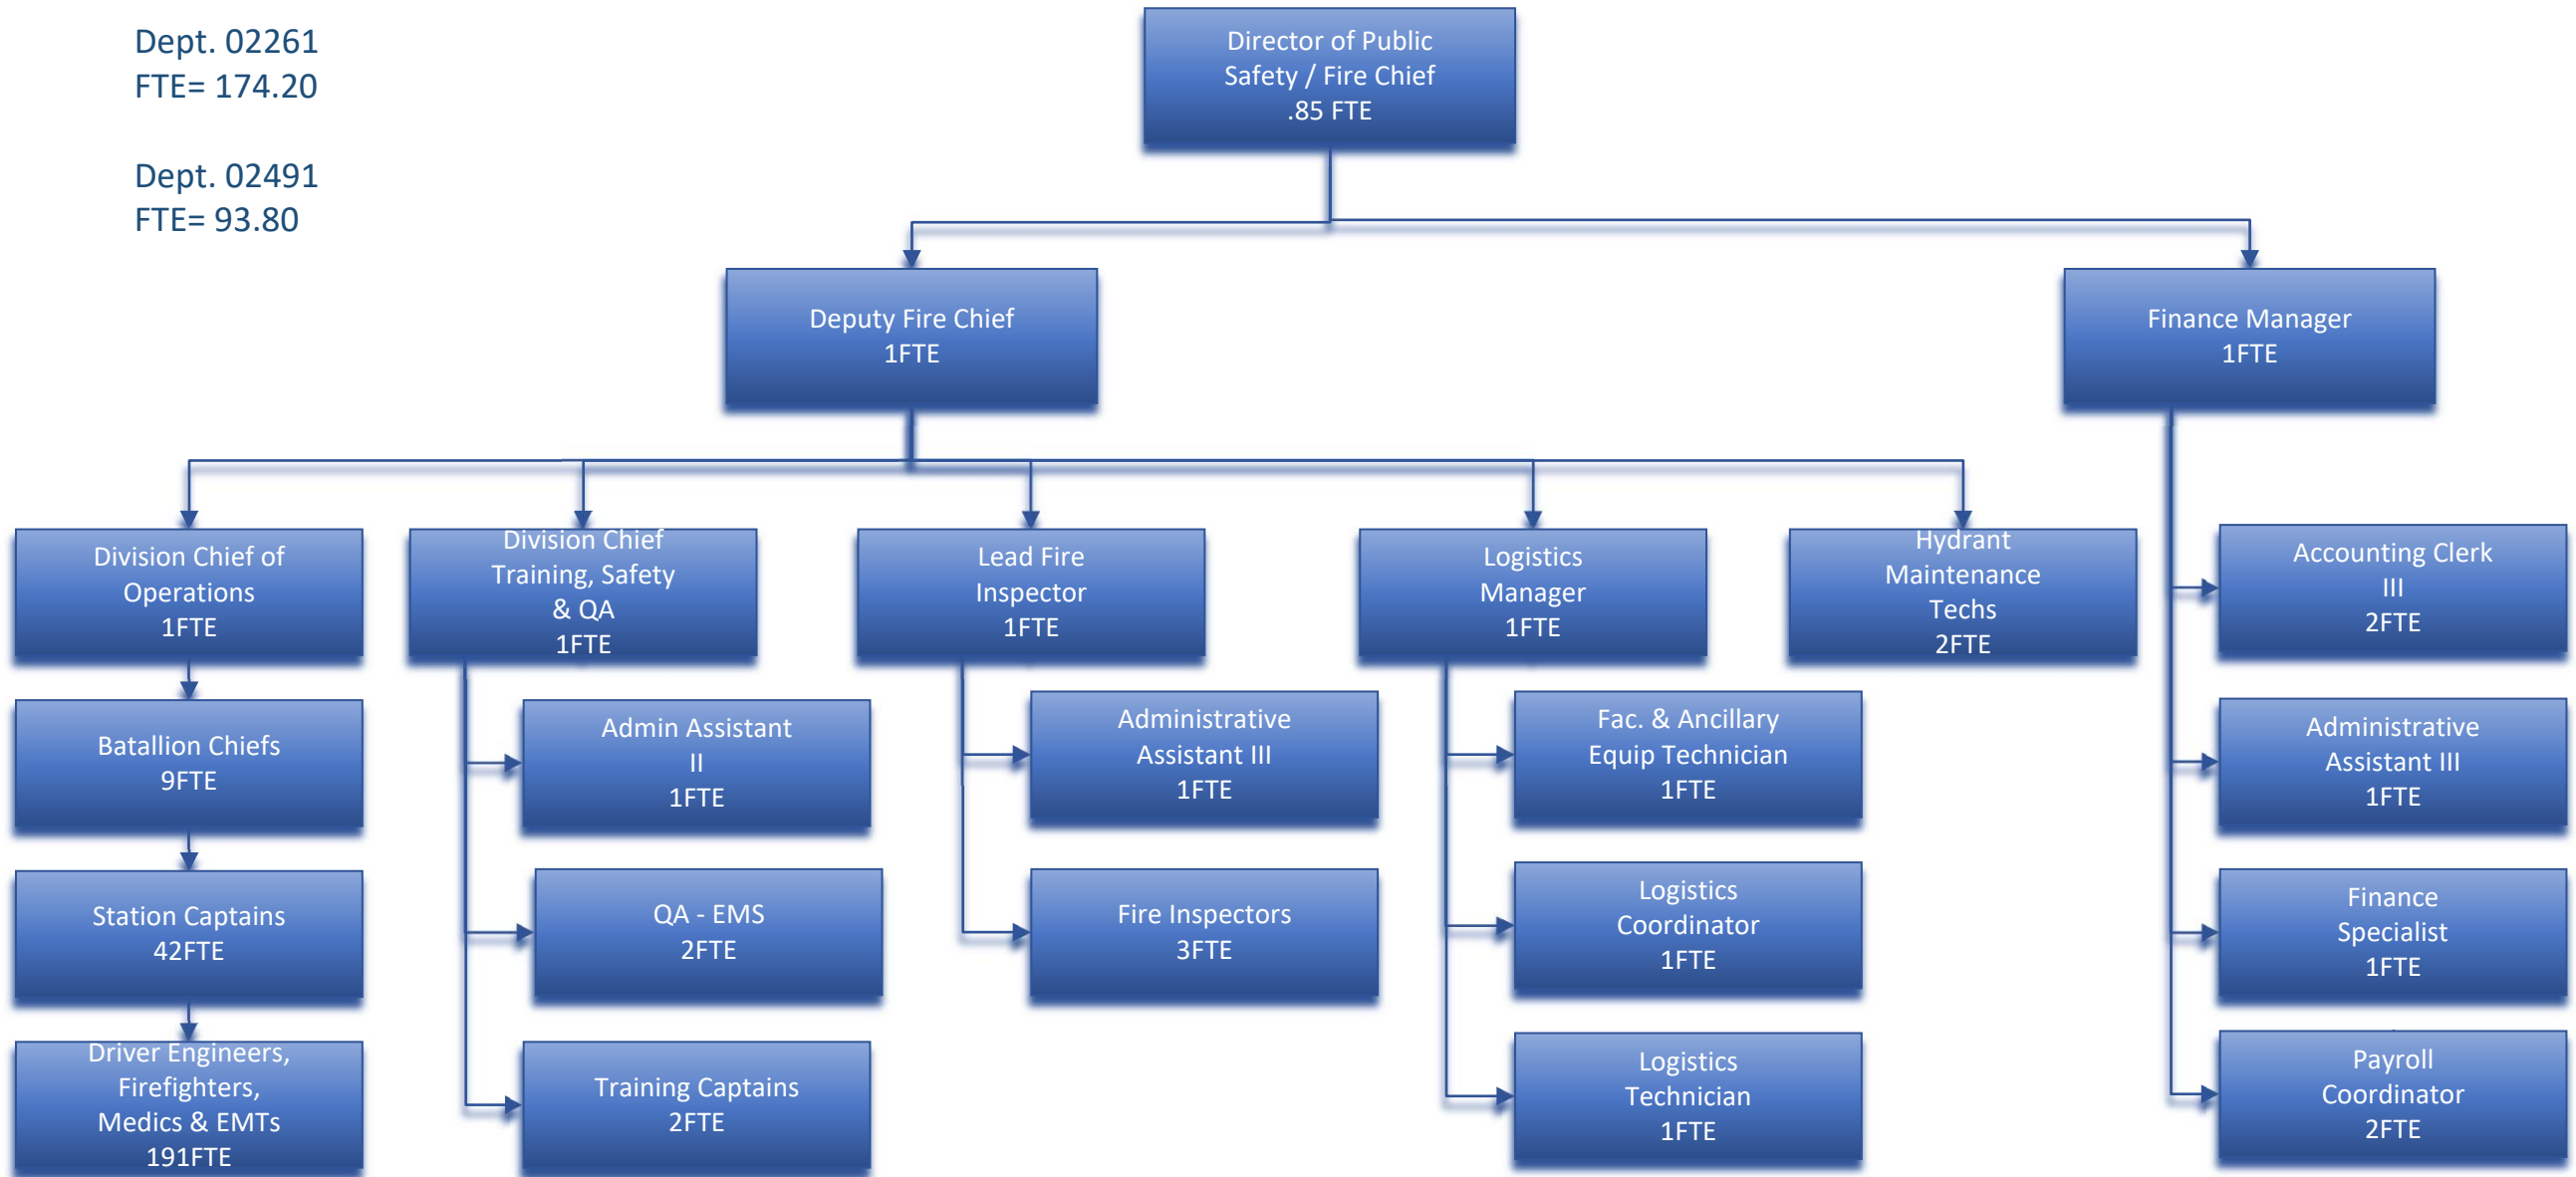 Dept. 02261
FTE= 174.20
Dept. 02491
FTE= 93.80
Director of Public
Safety / Fire Chief
.85 FTE
Deputy Fire Chief
1FTE
Finance Manager
1FTE
Division Chief of
Operations
1FTE
Division Chief
Training, Safety
& QA
1FTE
Lead Fire
Inspector
1FTE
Logistics
Manager
1FTE
Hydrant
Maintenance
Techs
2FTE
Accounting Clerk
III
2FTE
Batallion Chiefs
9FTE
Admin Assistant
II
1FTE
Administrative
Assistant III
1FTE
Fac. & Ancillary
Equip Technician
1FTE
Administrative
Assistant III
1FTE
Station Captains
42FTE
QA - EMS
2FTE
Fire Inspectors
3FTE
Logistics
Coordinator
1FTE
Finance
Specialist
1FTE
Driver Engineers,
Firefighters,
Medics & EMTs
191FTE
Training Captains
2FTE
Logistics
Technician
1FTE
Payroll
Coordinator
2FTE